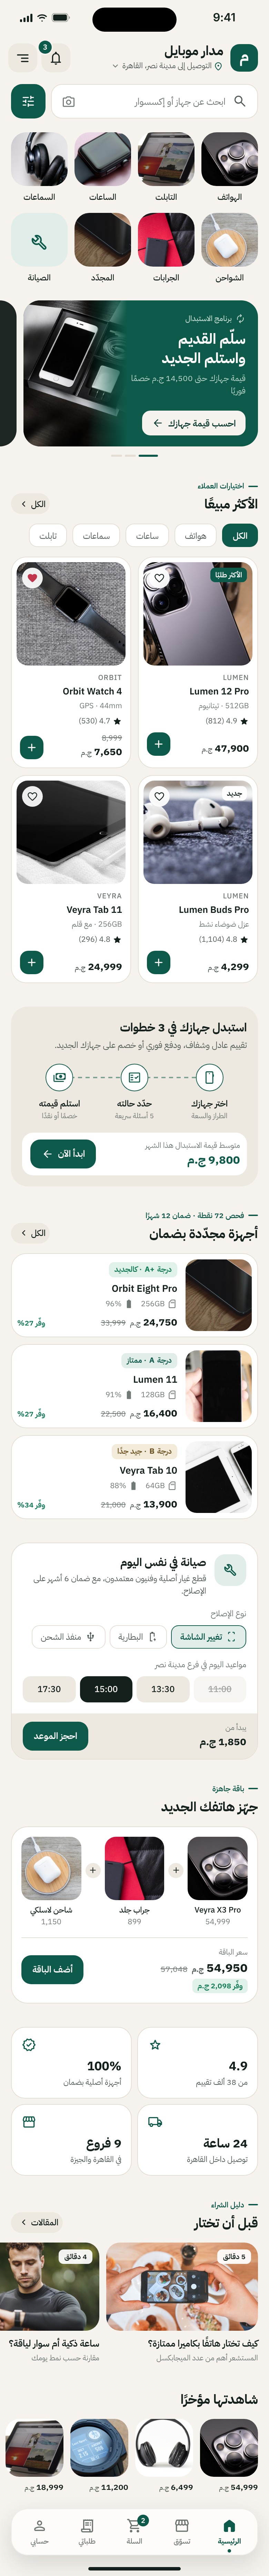 9:41
م
مدار موبايل
التوصيل إلى مدينة نصر، القاهرة
3
ابحث عن جهاز أو إكسسوار
الهواتف
التابلت
الساعات
السماعات
الشواحن
الجرابات
المجدّد
الصيانة
برنامج الاستبدال
سلّم القديم
واستلم الجديد
قيمة جهازك حتى 14,500 ج.م خصمًا
فوريًا
احسب قيمة جهازك
اختيارات العملاء
الأكثر مبيعًا
الكل
الكل
هواتف
ساعات
سماعات
تابلت
الأكثر طلبًا
LUMEN
Lumen 12 Pro
512GB · تيتانيوم
4.9 (812)
47,900 ج.م
ORBIT
Orbit Watch 4
GPS · 44mm
4.7 (530)
8,999
7,650 ج.م
جديد
LUMEN
Lumen Buds Pro
عزل ضوضاء نشط
4.8 (1,104)
4,299 ج.م
VEYRA
Veyra Tab 11
256GB · مع قلم
4.8 (296)
24,999 ج.م
استبدل جهازك في 3 خطوات
تقييم عادل وشفاف، ودفع فوري أو خصم على جهازك الجديد.
اختر جهازك
الطراز والسعة
حدّد حالته
5 أسئلة سريعة
استلم قيمته
خصمًا أو نقدًا
متوسط قيمة الاستبدال هذا الشهر
9,800 ج.م
ابدأ الآن
فحص 72 نقطة · ضمان 12 شهرًا
أجهزة مجدّدة بضمان
الكل
درجة A+ · كالجديد
Orbit Eight Pro
256GB
96%
24,750 ج.م
33,999
وفّر 27%
درجة A · ممتاز
Lumen 11
128GB
91%
16,400 ج.م
22,500
وفّر 27%
درجة B · جيد جدًا
Veyra Tab 10
64GB
88%
13,900 ج.م
21,000
وفّر 34%
صيانة في نفس اليوم
قطع غيار أصلية وفنيون معتمدون، مع ضمان 6 أشهر على
الإصلاح.
نوع الإصلاح
تغيير الشاشة
البطارية
منفذ الشحن
مواعيد اليوم في فرع مدينة نصر
11:00
13:30
15:00
17:30
يبدأ من
1,850 ج.م
احجز الموعد
باقة جاهزة
جهّز هاتفك الجديد
Veyra X3 Pro
54,999
جراب جلد
899
شاحن لاسلكي
1,150
سعر الباقة
54,950 ج.م
57,048
وفّر 2,098 ج.م
أضف الباقة
4.9
من 38 ألف تقييم
100%
أجهزة أصلية بضمان
24 ساعة
توصيل داخل القاهرة
9 فروع
في القاهرة والجيزة
دليل الشراء
قبل أن تختار
المقالات
5 دقائق
كيف تختار هاتفًا بكاميرا ممتازة؟
المستشعر أهم من عدد الميجابكسل
4 دقائق
ساعة ذكية أم سوار لياقة؟
مقارنة حسب نمط يومك
شاهدتها مؤخرًا
54,999 ج.م
6,499 ج.م
11,200 ج.م
18,999 ج.م
الرئيسية
تسوّق
2
السلة
طلباتي
حسابي